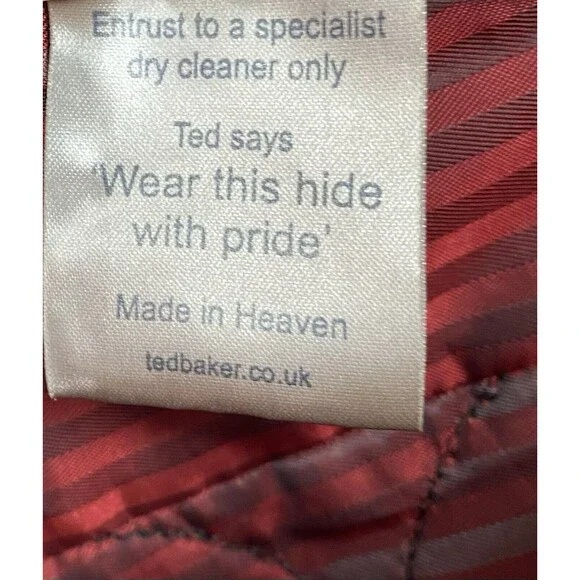 Entrust to a specialist
dry cleaner only
Ted says
'Wear this hide
with pride'
Made in Heaven
tedbaker.co.uk